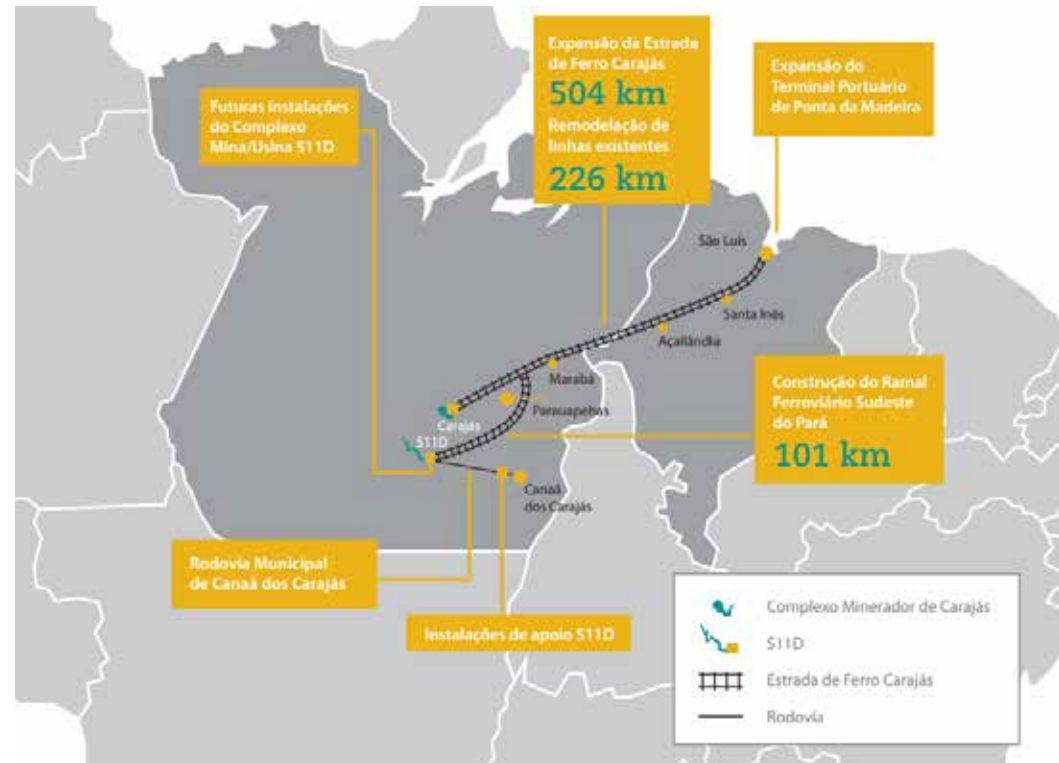 Expansão da Estrada
de Ferro Carajás
504 km
Remodelação de
linhas existentes
226 km
Expansão do
Terminal Portuário
de Ponta da Madeira
Futuras instalações
do Complexo
Mina/Usina S11D
São Luís
Santa Inês
Açailândia
Marabá
Parauapebas
Carajás
S11D
Canaã
dos Carajás
Construção do Ramal
Ferroviário Sudeste
do Pará
101 km
Rodovia Municipal
de Canaã dos Carajás
Instalações de apoio S11D
Complexo Minerador de Carajás
S11D
Estrada de Ferro Carajás
Rodovia